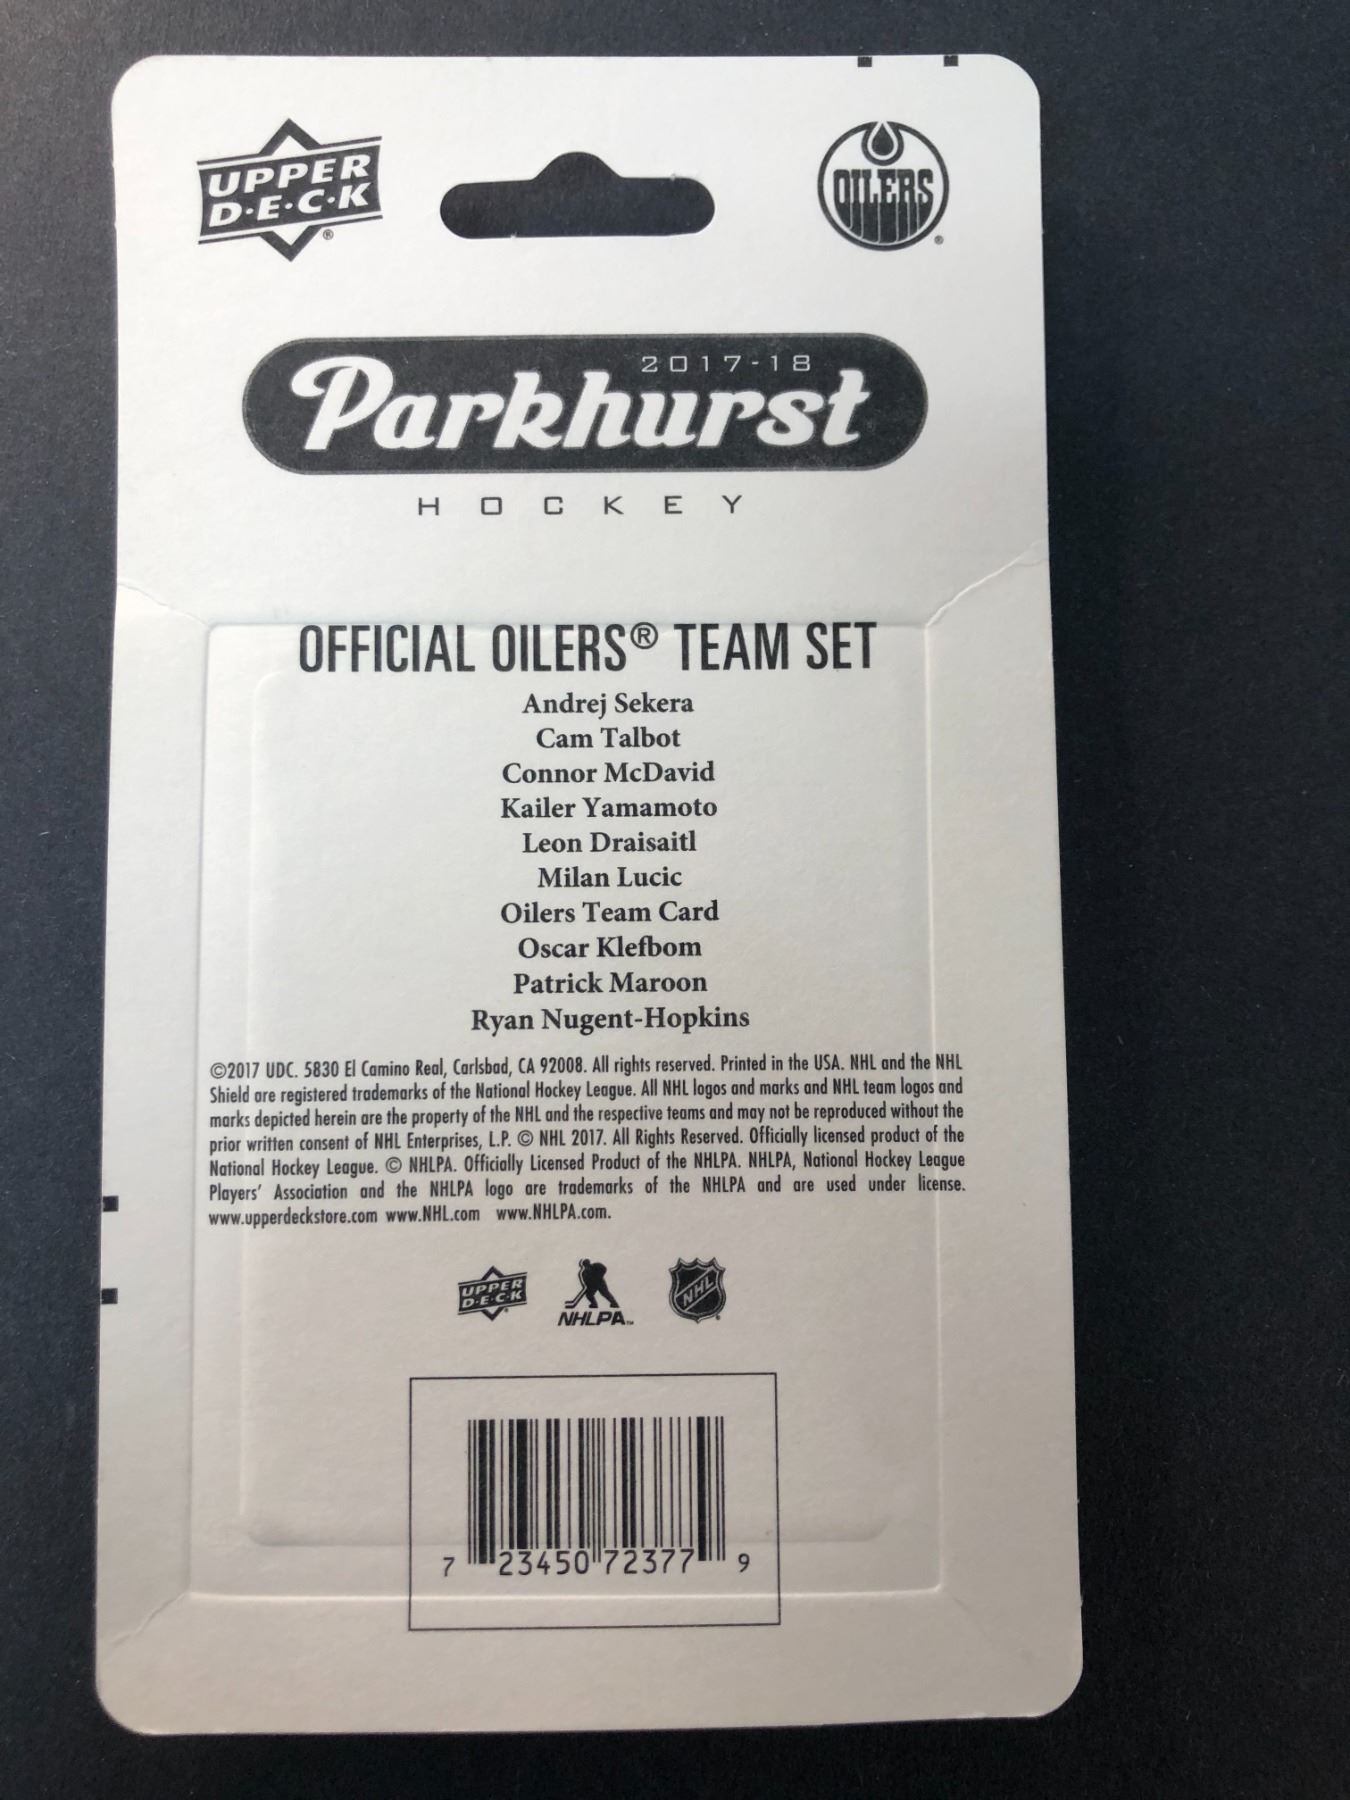 UPPER
D·E·C·K
®
OILERS
®
2017-18
Parkhurst
HOCKEY
OFFICIAL OILERS® TEAM SET
Andrej Sekera
Cam Talbot
Connor McDavid
Kailer Yamamoto
Leon Draisaitl
Milan Lucic
Oilers Team Card
Oscar Klefbom
Patrick Maroon
Ryan Nugent-Hopkins
©2017 UDC. 5830 El Camino Real, Carlsbad, CA 92008. All rights reserved. Printed in the USA. NHL and the NHL
Shield are registered trademarks of the National Hockey League. All NHL logos and marks and NHL team logos and
marks depicted herein are the property of the NHL and the respective teams and may not be reproduced without the
prior written consent of NHL Enterprises, L.P. © NHL 2017. All Rights Reserved. Officially licensed product of the
National Hockey League. © NHLPA. Officially Licensed Product of the NHLPA. NHLPA, National Hockey League
Players' Association and the NHLPA logo are trademarks of the NHLPA and are used under license.
www.upperdeckstore.com www.NHL.com www.NHLPA.com.
UPPER
D·E·C·K
®
NHLPA™
NHL
®
7 23450 72377 9